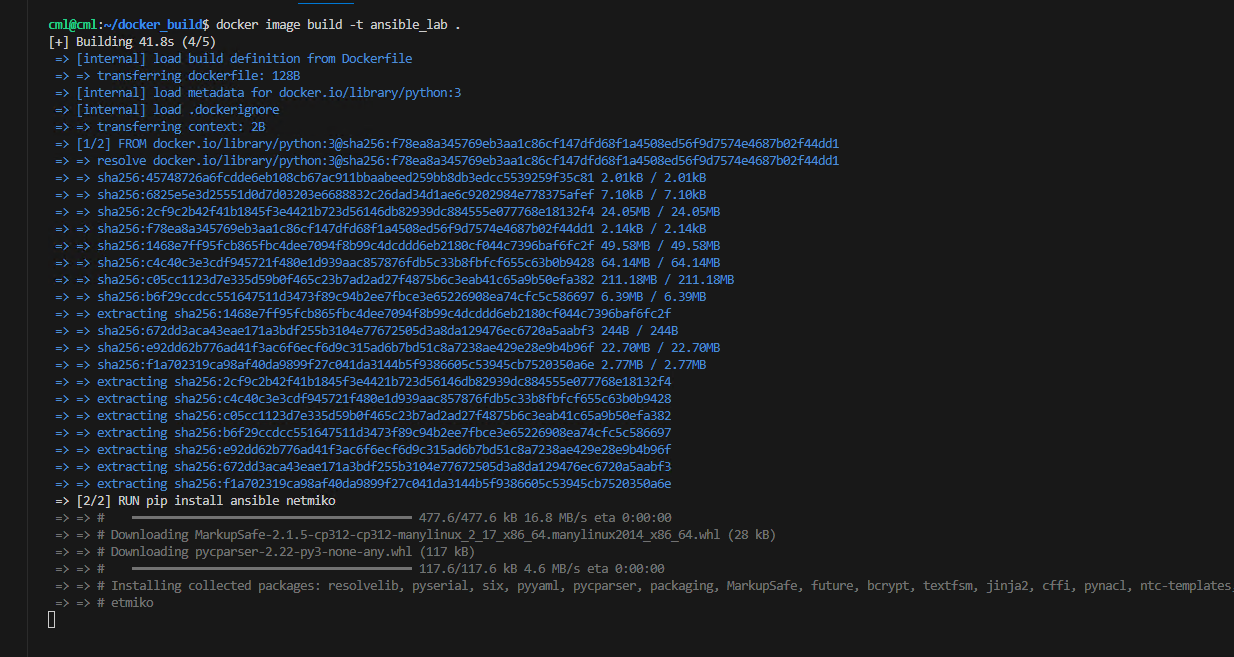 cml@cml:~/docker_build$ docker image build -t ansible_lab .
[+] Building 41.8s (4/5)
=> [internal] load build definition from Dockerfile
=> => transferring dockerfile: 128B
=> [internal] load metadata for docker.io/library/python:3
=> [internal] load .dockerignore
=> => transferring context: 2B
=> [1/2] FROM docker.io/library/python:3@sha256:f78ea8a345769eb3aa1c86cf147dfd68f1a4508ed56f9d7574e4687b02f44dd1
=> => resolve docker.io/library/python:3@sha256:f78ea8a345769eb3aa1c86cf147dfd68f1a4508ed56f9d7574e4687b02f44dd1
=> => sha256:45748726a6fcdde6eb108cb67ac911bbaabeed259bb8db3edcc5539259f35c81 2.01kB / 2.01kB
=> => sha256:6825e5e3d25551d0d7d03203e6688832c26dad34d1ae6c9202984e778375afef 7.10kB / 7.10kB
=> => sha256:2cf9c2b42f41b1845f3e4421b723d56146db82939dc884555e077768e18132f4 24.05MB / 24.05MB
=> => sha256:f78ea8a345769eb3aa1c86cf147dfd68f1a4508ed56f9d7574e4687b02f44dd1 2.14kB / 2.14kB
=> => sha256:1468e7ff95fcb865fbc4dee7094f8b99c4dcddd6eb2180cf044c7396baf6fc2f 49.58MB / 49.58MB
=> => sha256:c4c40c3e3cdf945721f480e1d939aac857876fdb5c33b8fbfcf655c63b0b9428 64.14MB / 64.14MB
=> => sha256:c05cc1123d7e335d59b0f465c23b7ad2ad27f4875b6c3eab41c65a9b50efa382 211.18MB / 211.18MB
=> => sha256:b6f29ccdcc551647511d3473f89c94b2ee7fbce3e65226908ea74cfc5c586697 6.39MB / 6.39MB
=> => extracting sha256:1468e7ff95fcb865fbc4dee7094f8b99c4dcddd6eb2180cf044c7396baf6fc2f
=> => sha256:672dd3aca43eae171a3bdf255b3104e77672505d3a8da129476ec6720a5aabf3 244B / 244B
=> => sha256:e92dd62b776ad41f3ac6f6ecf6d9c315ad6b7bd51c8a7238ae429e28e9b4b96f 22.70MB / 22.70MB
=> => sha256:f1a702319ca98af40da9899f27c041da3144b5f9386605c53945cb7520350a6e 2.77MB / 2.77MB
=> => extracting sha256:2cf9c2b42f41b1845f3e4421b723d56146db82939dc884555e077768e18132f4
=> => extracting sha256:c4c40c3e3cdf945721f480e1d939aac857876fdb5c33b8fbfcf655c63b0b9428
=> => extracting sha256:c05cc1123d7e335d59b0f465c23b7ad2ad27f4875b6c3eab41c65a9b50efa382
=> => extracting sha256:b6f29ccdcc551647511d3473f89c94b2ee7fbce3e65226908ea74cfc5c586697
=> => extracting sha256:e92dd62b776ad41f3ac6f6ecf6d9c315ad6b7bd51c8a7238ae429e28e9b4b96f
=> => extracting sha256:672dd3aca43eae171a3bdf255b3104e77672505d3a8da129476ec6720a5aabf3
=> => extracting sha256:f1a702319ca98af40da9899f27c041da3144b5f9386605c53945cb7520350a6e
=> [2/2] RUN pip install ansible netmiko
=> => # 477.6/477.6 kB 16.8 MB/s eta 0:00:00
=> => # Downloading MarkupSafe-2.1.5-cp312-cp312-manylinux_2_17_x86_64.manylinux2014_x86_64.whl (28 kB)
=> => # Downloading pycparser-2.22-py3-none-any.whl (117 kB)
=> => # 117.6/117.6 kB 4.6 MB/s eta 0:00:00
=> => # Installing collected packages: resolvelib, pyserial, six, pyyaml, pycparser, packaging, MarkupSafe, future, bcrypt, textfsm, jinja2, cffi, pynacl, ntc-templates,
=> => # etmiko